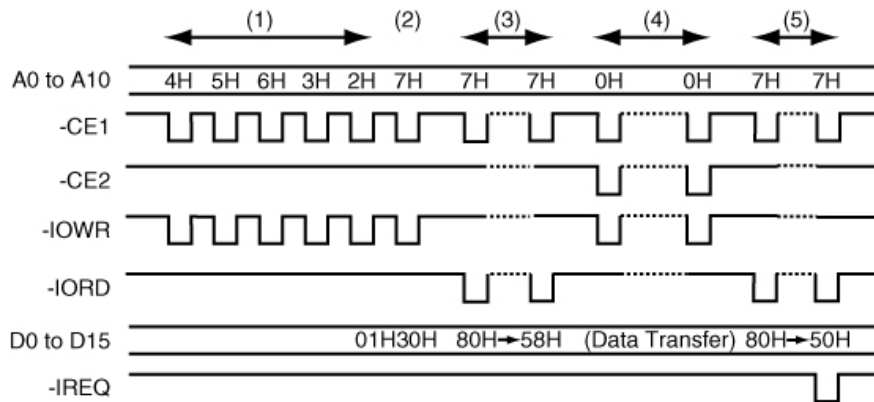 (1) (2) (3) (4) (5)
A0 to A10 4H 5H 6H 3H 2H 7H 7H 7H 0H 0H 7H 7H
-CE1
-CE2
-IOWR
-IORD
D0 to D15 01H30H 80H→58H (Data Transfer) 80H→50H
-IREQ